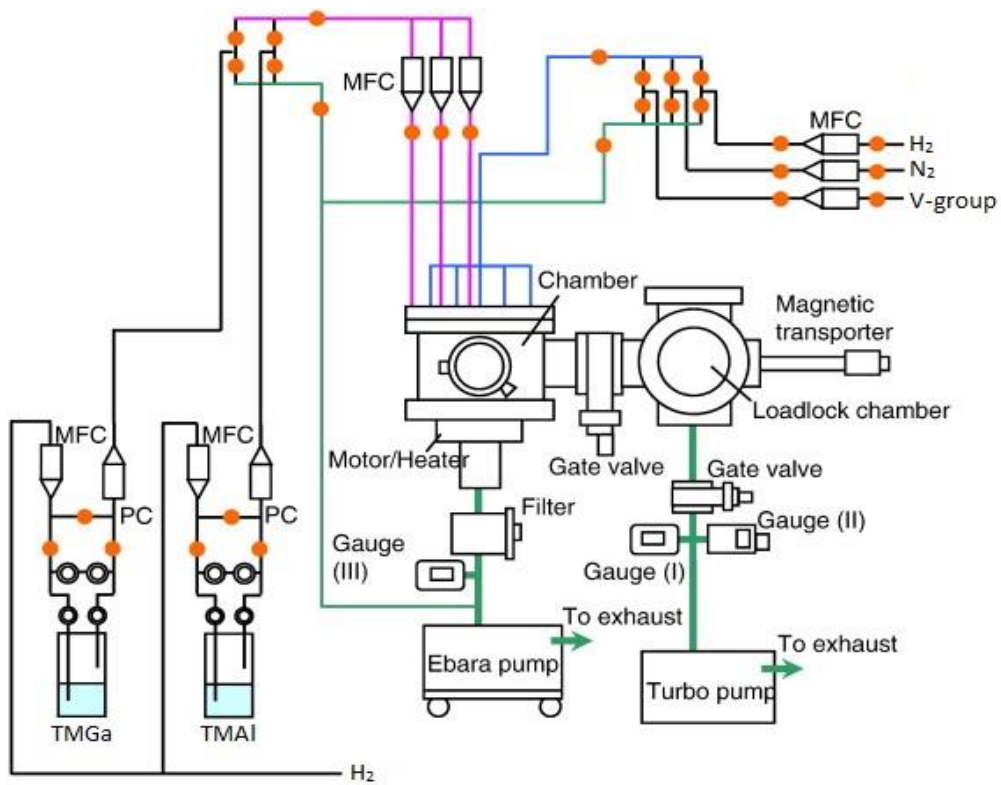 MFC
MFC
H₂
N₂
V-group
Chamber
Magnetic
transporter
Loadlock chamber
MFC
MFC
Motor/Heater
Gate valve
Gate valve
PC
PC
Filter
Gauge
(III)
Gauge (II)
Gauge (I)
To exhaust
To exhaust
Ebara pump
Turbo pump
TMGa
TMAl
H₂